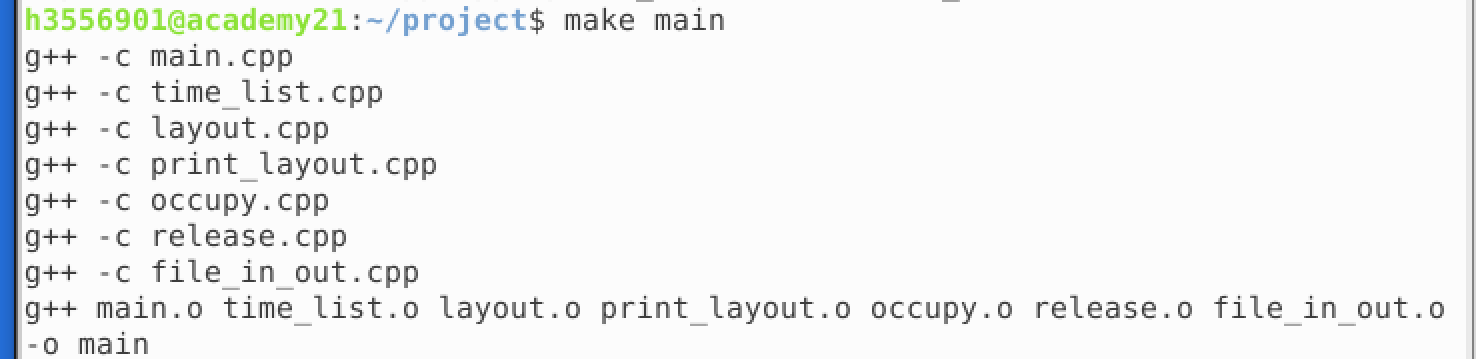 h3556901@academy21:~/project$ make main
g++ -c main.cpp
g++ -c time_list.cpp
g++ -c layout.cpp
g++ -c print_layout.cpp
g++ -c occupy.cpp
g++ -c release.cpp
g++ -c file_in_out.cpp
g++ main.o time_list.o layout.o print_layout.o occupy.o release.o file_in_out.o
-o main